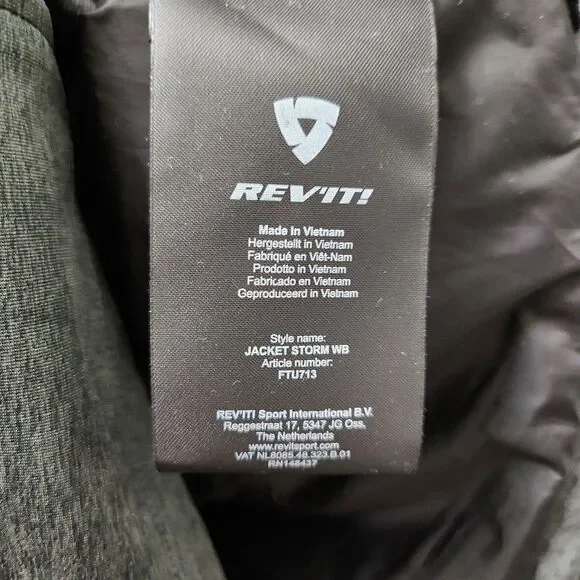 REV'IT!
Made In Vietnam
Hergestellt in Vietnam
Fabriqué en Viêt-Nam
Prodotto in Vietnam
Fabricado en Vietnam
Geproduceerd in Vietnam
Style name:
JACKET STORM WB
Article number:
FTU713
REV'IT! Sport International B.V.
Reggestraat 17, 5347 JG Oss.
The Netherlands
www.revitsport.com
VAT NL8085.48.323.B.01
RN148437